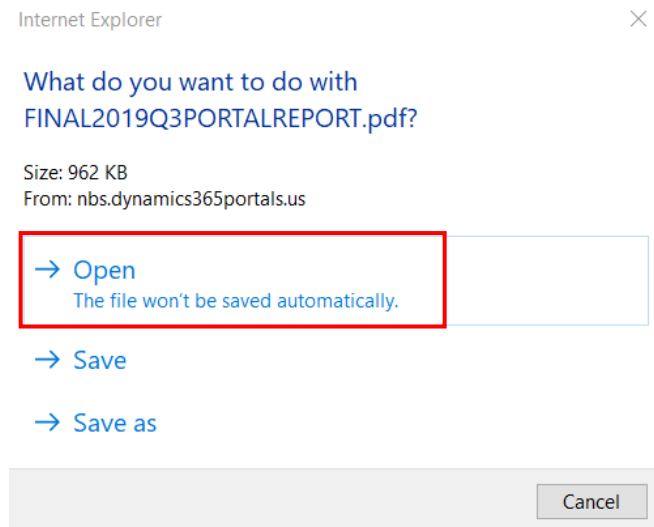 Internet Explorer
What do you want to do with
FINAL2019Q3PORTALREPORT.pdf?
Size: 962 KB
From: nbs.dynamics365portals.us
→ Open
The file won't be saved automatically.
→ Save
→ Save as
Cancel